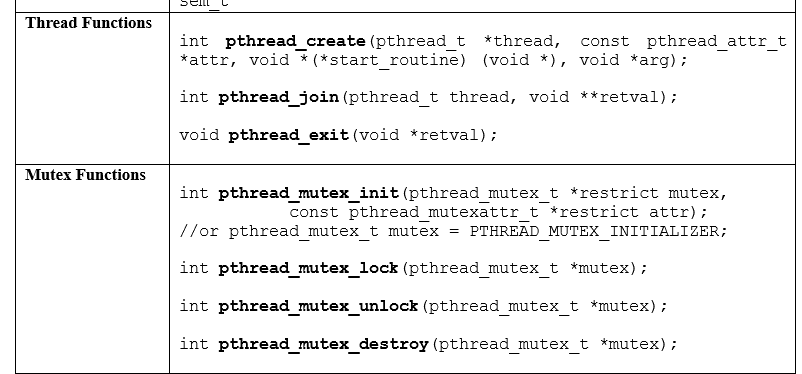 sem_t
Thread Functions
int pthread_create(pthread_t *thread, const pthread_attr_t
*attr, void *(*start_routine) (void *), void *arg);
int pthread_join(pthread_t thread, void **retval);
void pthread_exit(void *retval);
Mutex Functions
int pthread_mutex_init(pthread_mutex_t *restrict mutex,
const pthread_mutexattr_t *restrict attr);
//or pthread_mutex_t mutex = PTHREAD_MUTEX_INITIALIZER;
int pthread_mutex_lock(pthread_mutex_t *mutex);
int pthread_mutex_unlock(pthread_mutex_t *mutex);
int pthread_mutex_destroy(pthread_mutex_t *mutex);